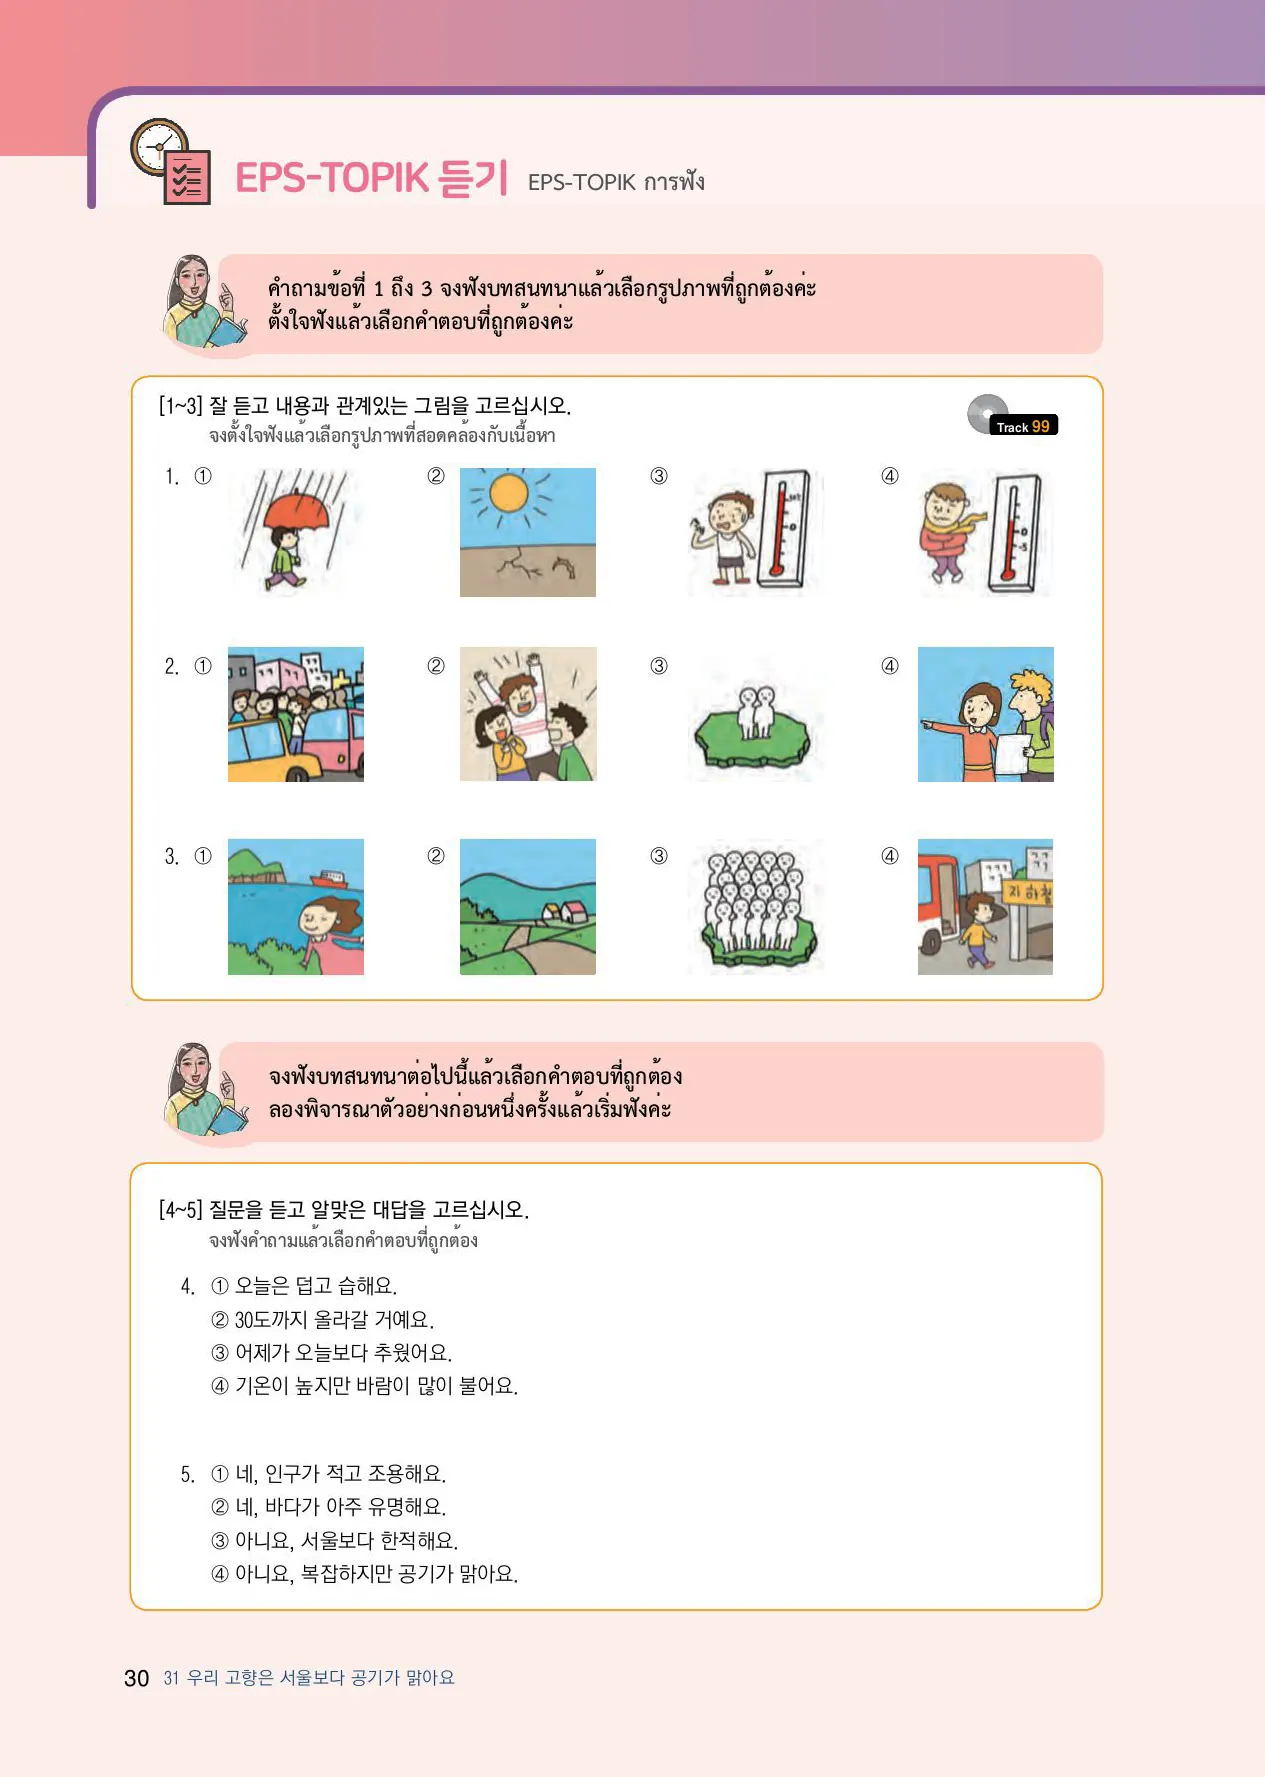 EPS-TOPIK 듣기 EPS-TOPIK การฟัง
คำถามข้อที่ 1 ถึง 3 จงฟังบทสนทนาแล้วเลือกรูปภาพที่ถูกต้องค่ะ
ตั้งใจฟังแล้วเลือกคำตอบที่ถูกต้องค่ะ
[1~3] 잘 듣고 내용과 관계있는 그림을 고르십시오.
จงตั้งใจฟังแล้วเลือกรูปภาพที่สอดคล้องกับเนื้อหา
Track 99
1. ① ② ③ ④
2. ① ② ③ ④
3. ① ② ③ ④
지하철
จงฟังบทสนทนาต่อไปนี้แล้วเลือกคำตอบที่ถูกต้อง
ลองพิจารณาตัวอย่างก่อนหนึ่งครั้งแล้วเริ่มฟังค่ะ
[4~5] 질문을 듣고 알맞은 대답을 고르십시오.
จงฟังคำถามแล้วเลือกคำตอบที่ถูกต้อง
4. ① 오늘은 덥고 습해요.
② 30도까지 올라갈 거예요.
③ 어제가 오늘보다 추웠어요.
④ 기온이 높지만 바람이 많이 불어요.
5. ① 네, 인구가 적고 조용해요.
② 네, 바다가 아주 유명해요.
③ 아니요, 서울보다 한적해요.
④ 아니요, 복잡하지만 공기가 맑아요.
30 31 우리 고향은 서울보다 공기가 맑아요